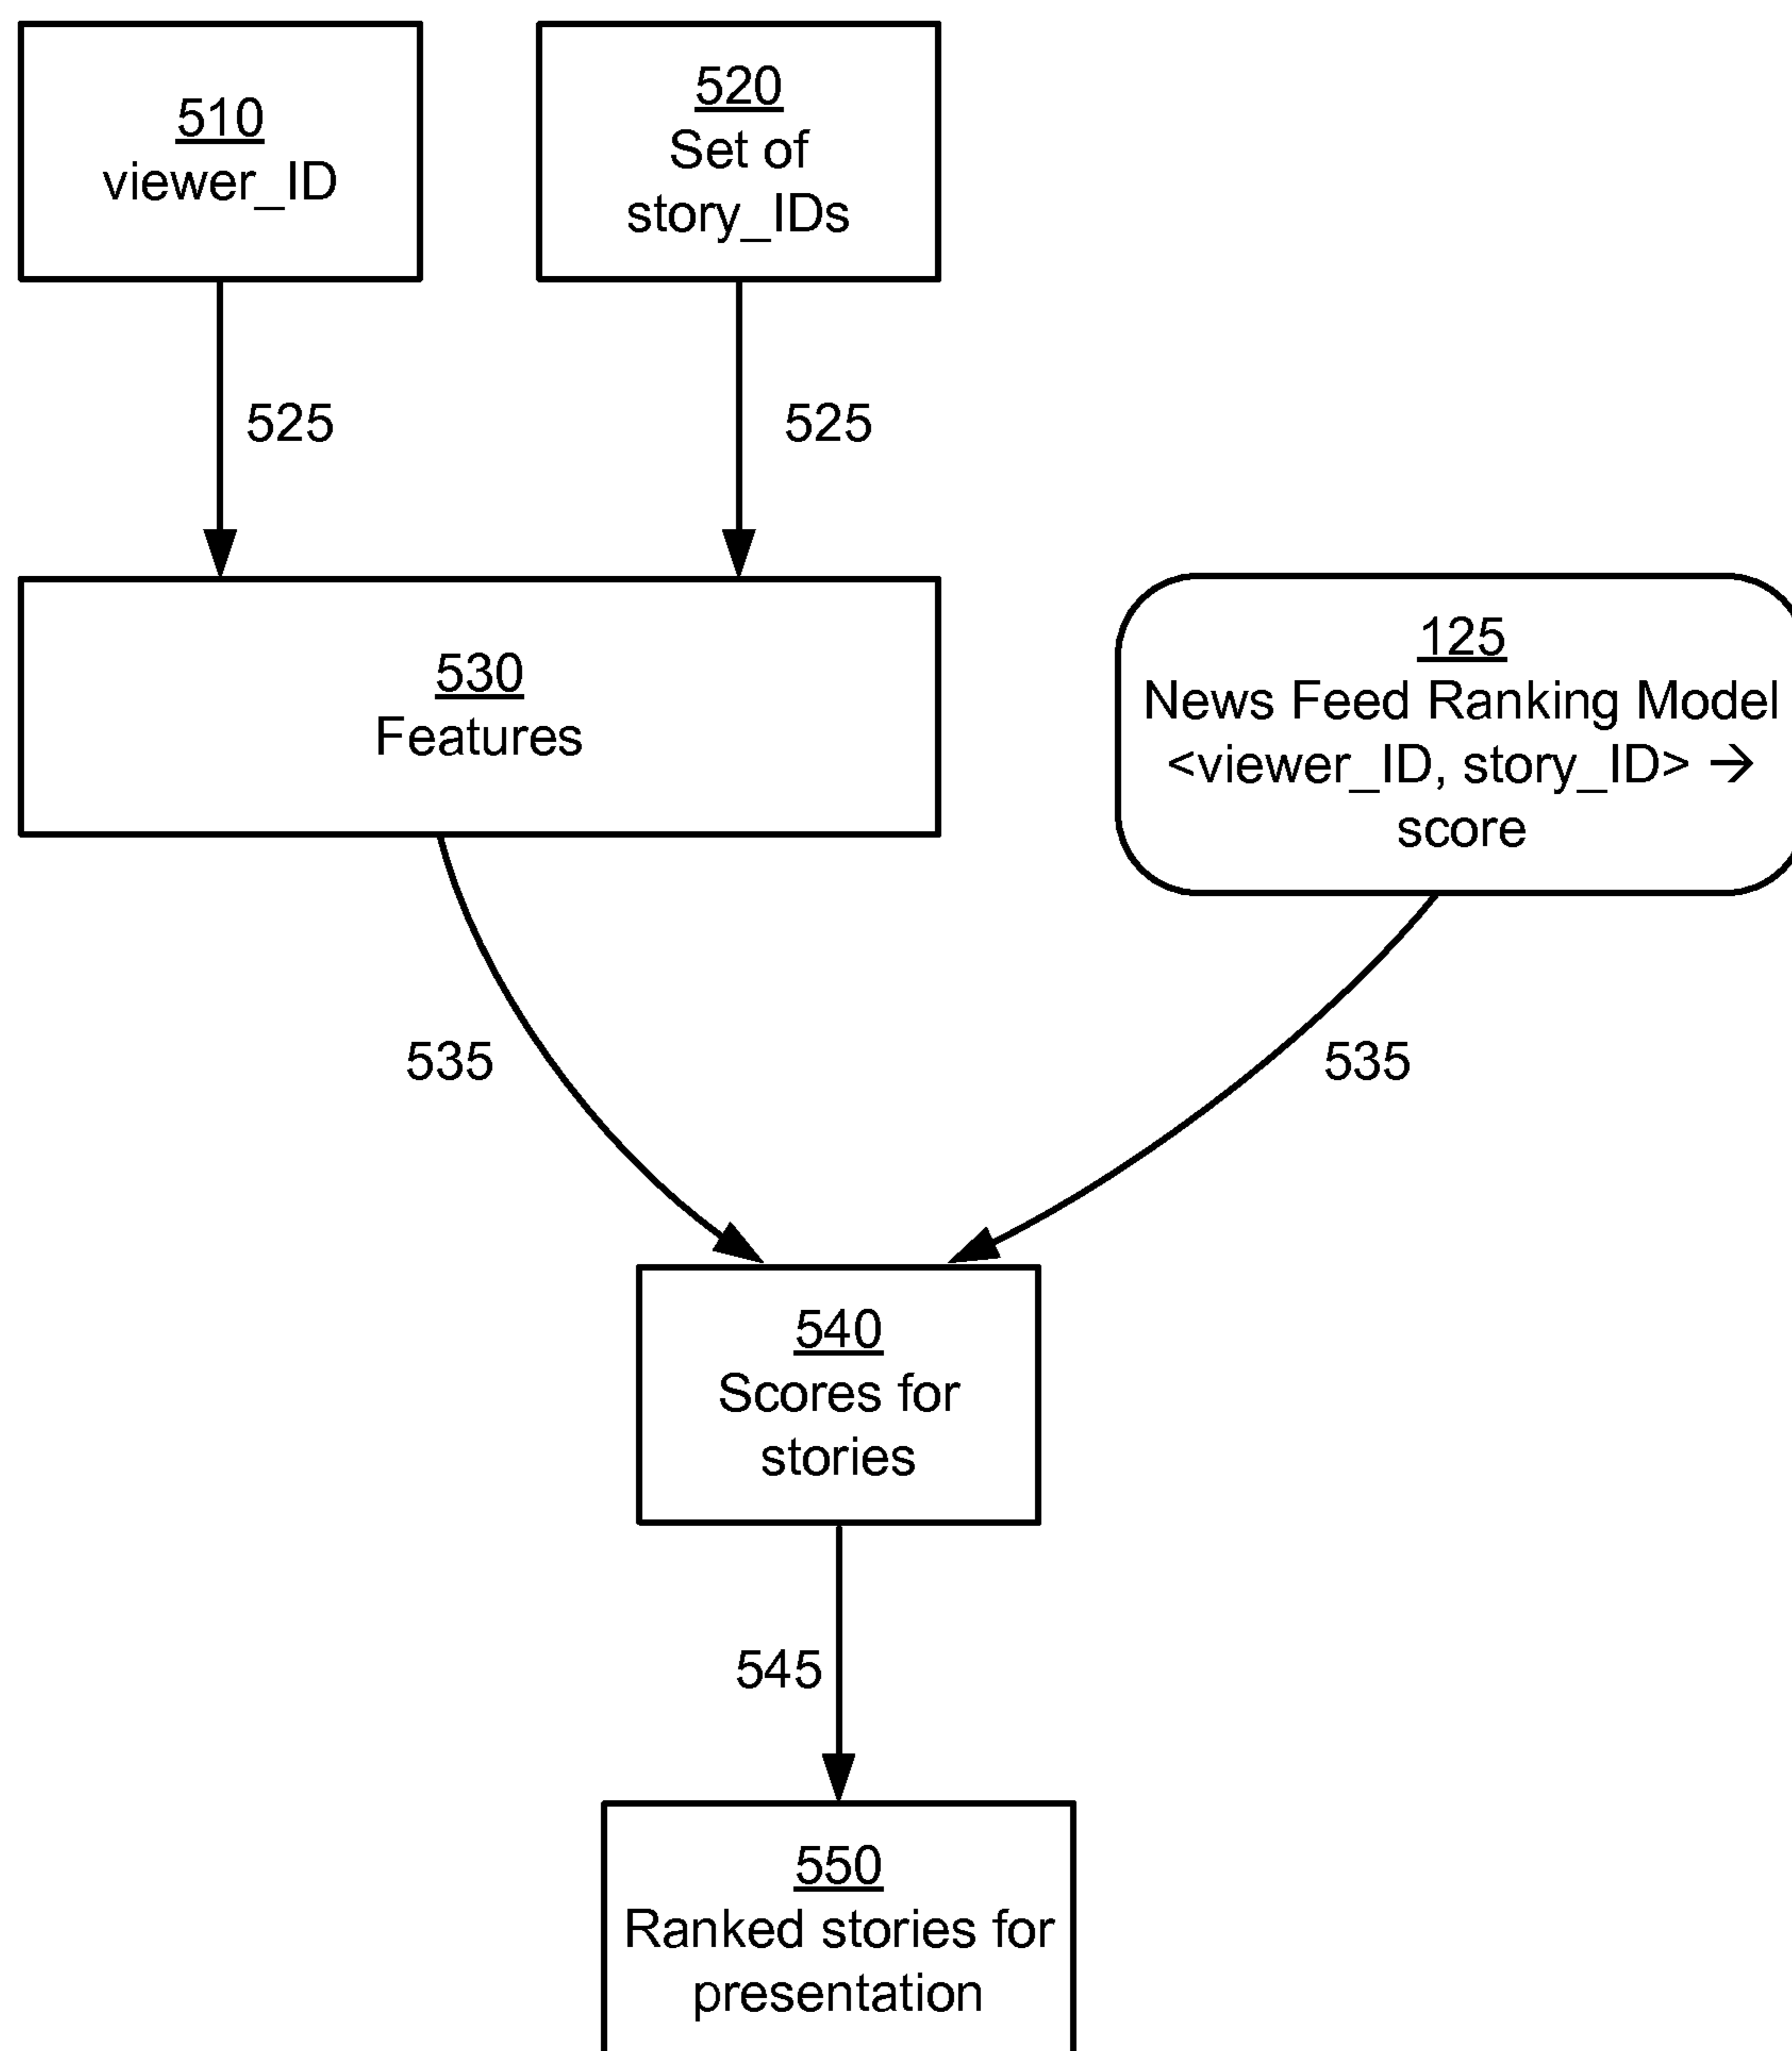 510
viewer_ID
520
Set of
story_IDs
525
525
530
Features
125
News Feed Ranking Model
<viewer_ID, story_ID> →
score
535
535
540
Scores for
stories
545
550
Ranked stories for
presentation